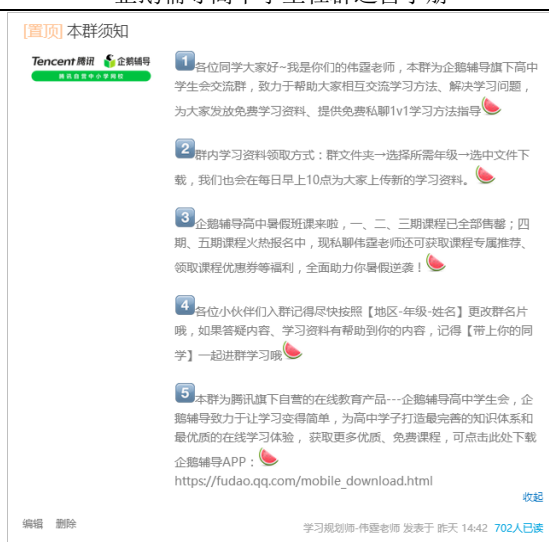 [置顶] 本群须知
Tencent 腾讯 企鹅辅导
腾讯自营中小学网校
1 各位同学大家好~我是你们的伟霆老师，本群为企鹅辅导旗下高中
学生会交流群，致力于帮助大家相互交流学习方法、解决学习问题，
为大家发放免费学习资料、提供免费私聊1v1学习方法指导
2 群内学习资料领取方式：群文件夹→选择所需年级→选中文件下
载，我们也会在每日早上10点为大家上传新的学习资料。
3 企鹅辅导高中暑假班课来啦，一、二、三期课程已全部售罄；四
期、五期课程火热报名中，现私聊伟霆老师还可获取课程专属推荐、
领取课程优惠券等福利，全面助力你暑假逆袭！
4 各位小伙伴们入群记得尽快按照【地区-年级-姓名】更改群名片
哦，如果答疑内容、学习资料有帮助到你的内容，记得【带上你的同
学】一起进群学习哦
5 本群为腾讯旗下自营的在线教育产品---企鹅辅导高中学生会，企
鹅辅导致力于让学习变得简单，为高中学子打造最完善的知识体系和
最优质的在线学习体验， 获取更多优质、免费课程，可点击此处下载
企鹅辅导APP：
https://fudao.qq.com/mobile_download.html
收起
编辑 删除
学习规划师-伟霆老师 发表于 昨天 14:42 702人已读